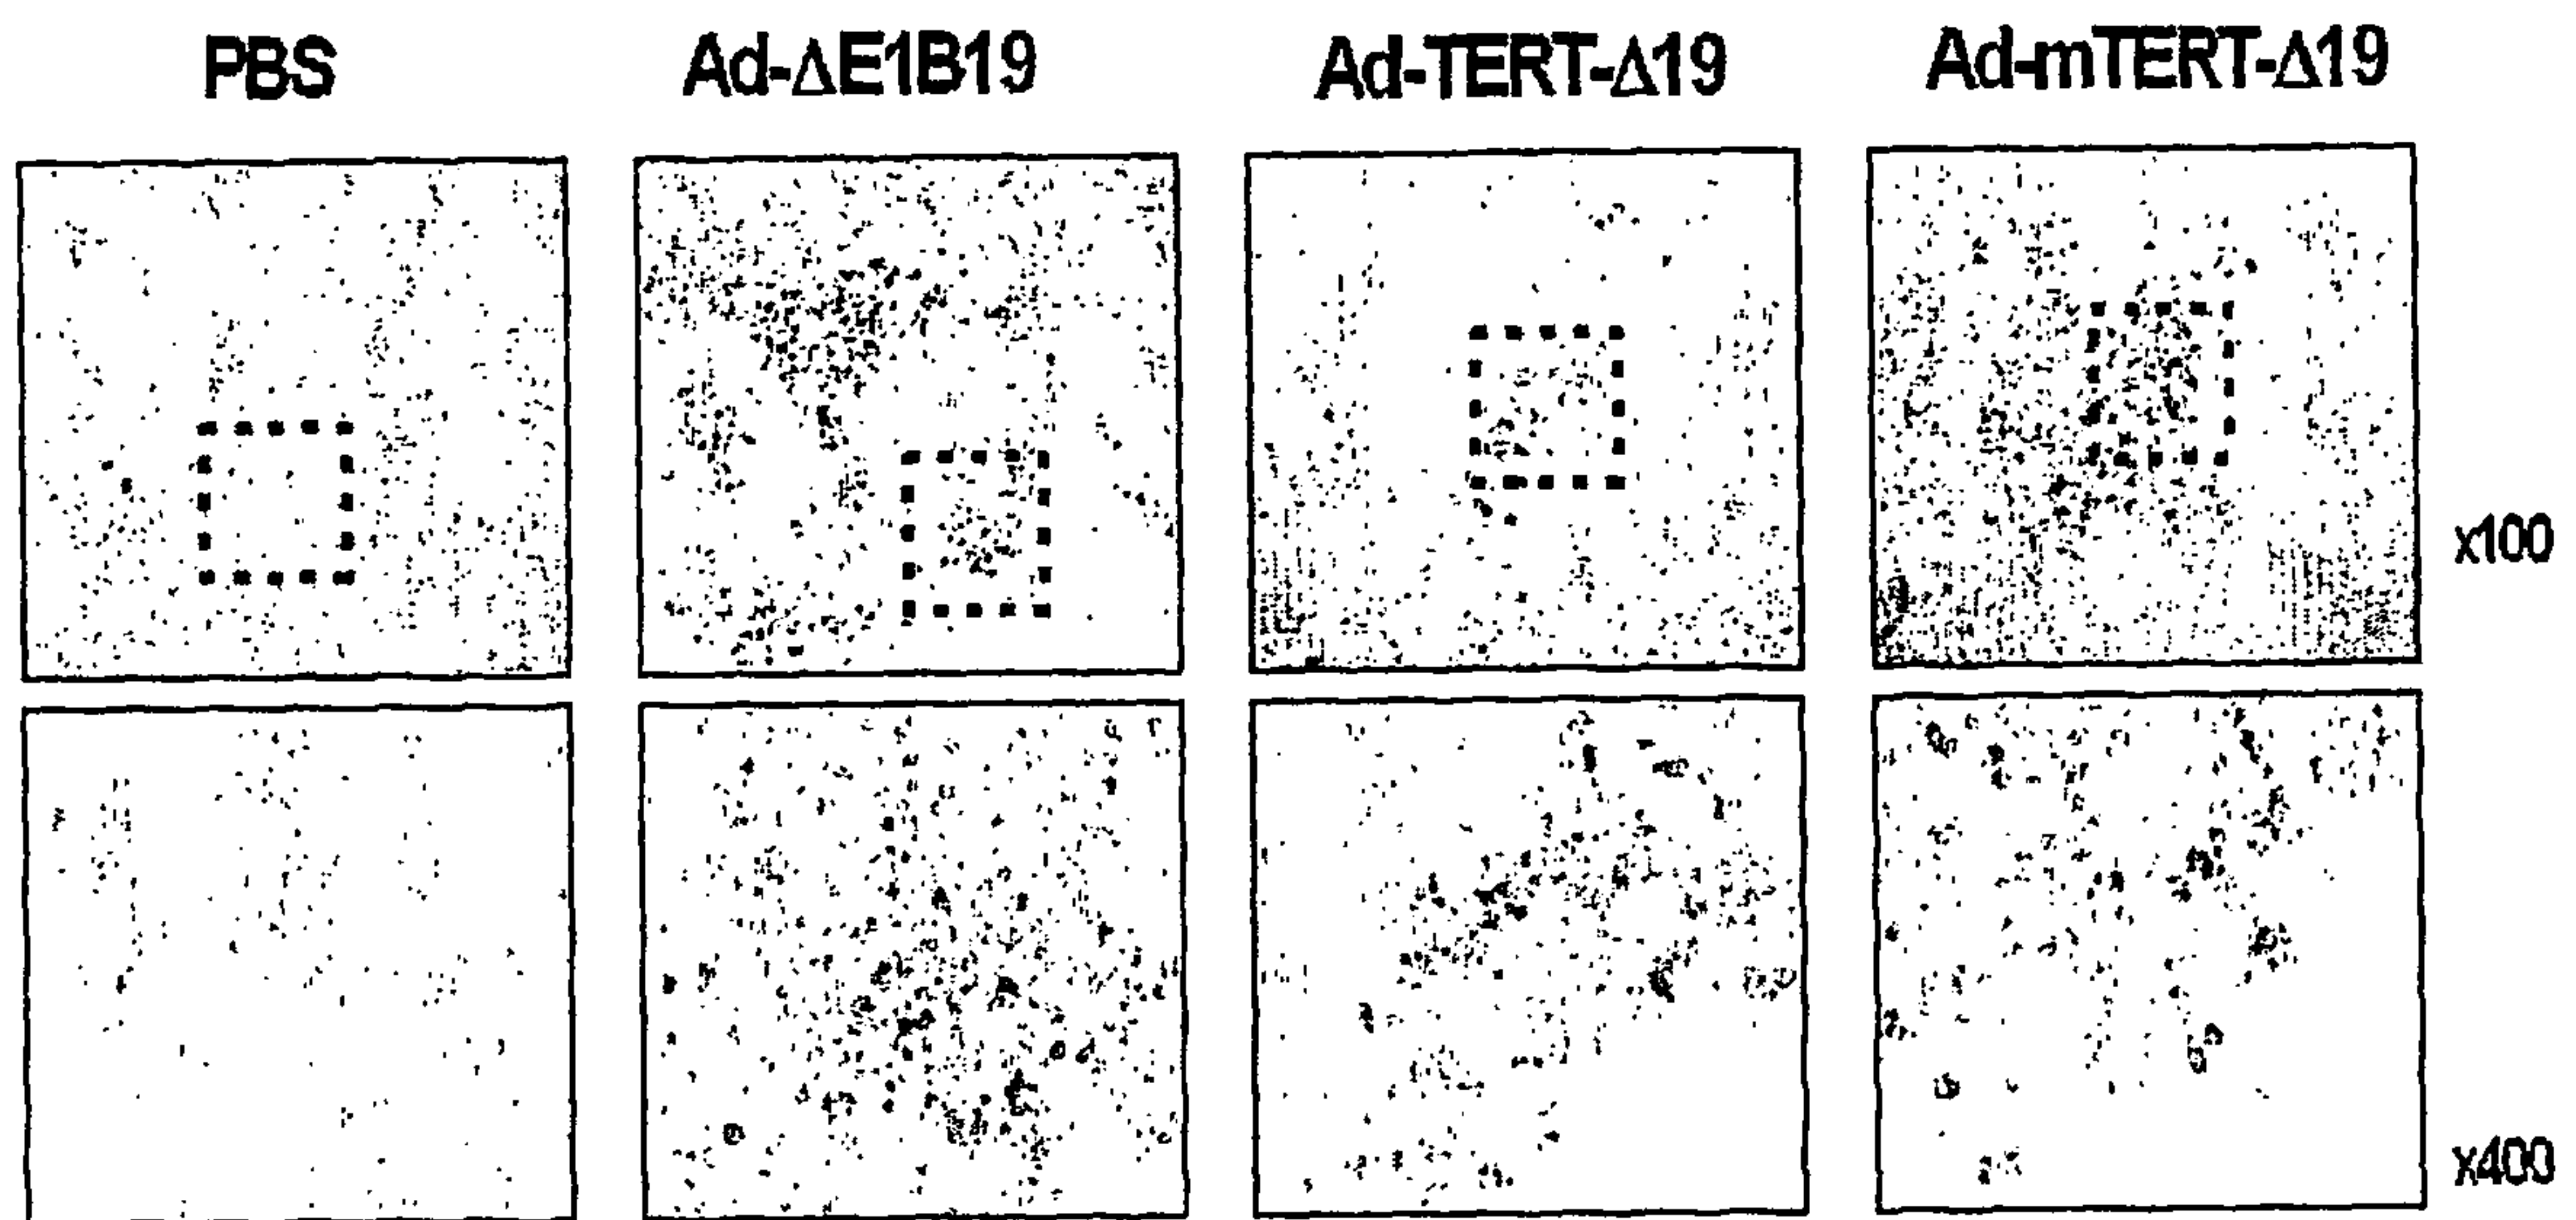 PBS Ad-ΔE1B19 Ad-TERT-Δ19 Ad-mTERT-Δ19
x100
x400